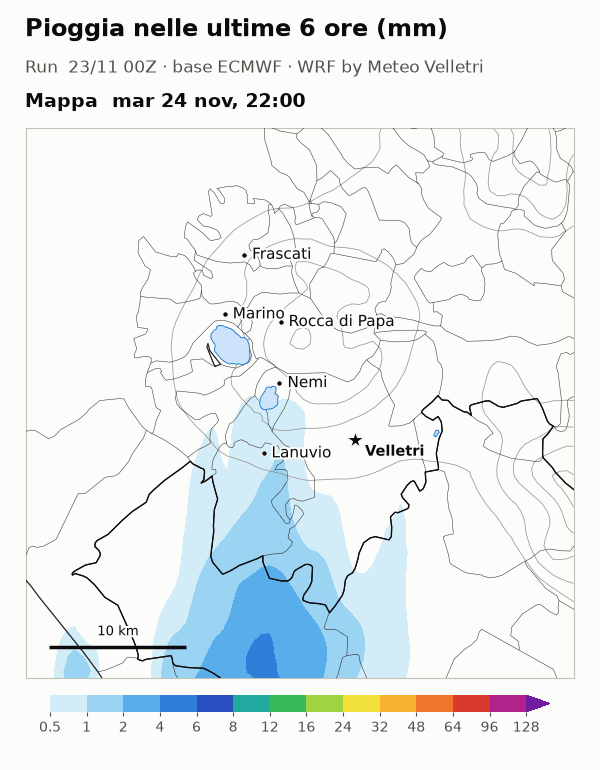 Pioggia nelle ultime 6 ore (mm)
Run  23/11 00Z · base ECMWF · WRF by Meteo Velletri
Mappa  mar 24 nov, 22:00
Frascati
Marino
Rocca di Papa
Nemi
Velletri
Lanuvio
10 km
0.5 1 2 4 6 8 12 16 24 32 48 64 96 128